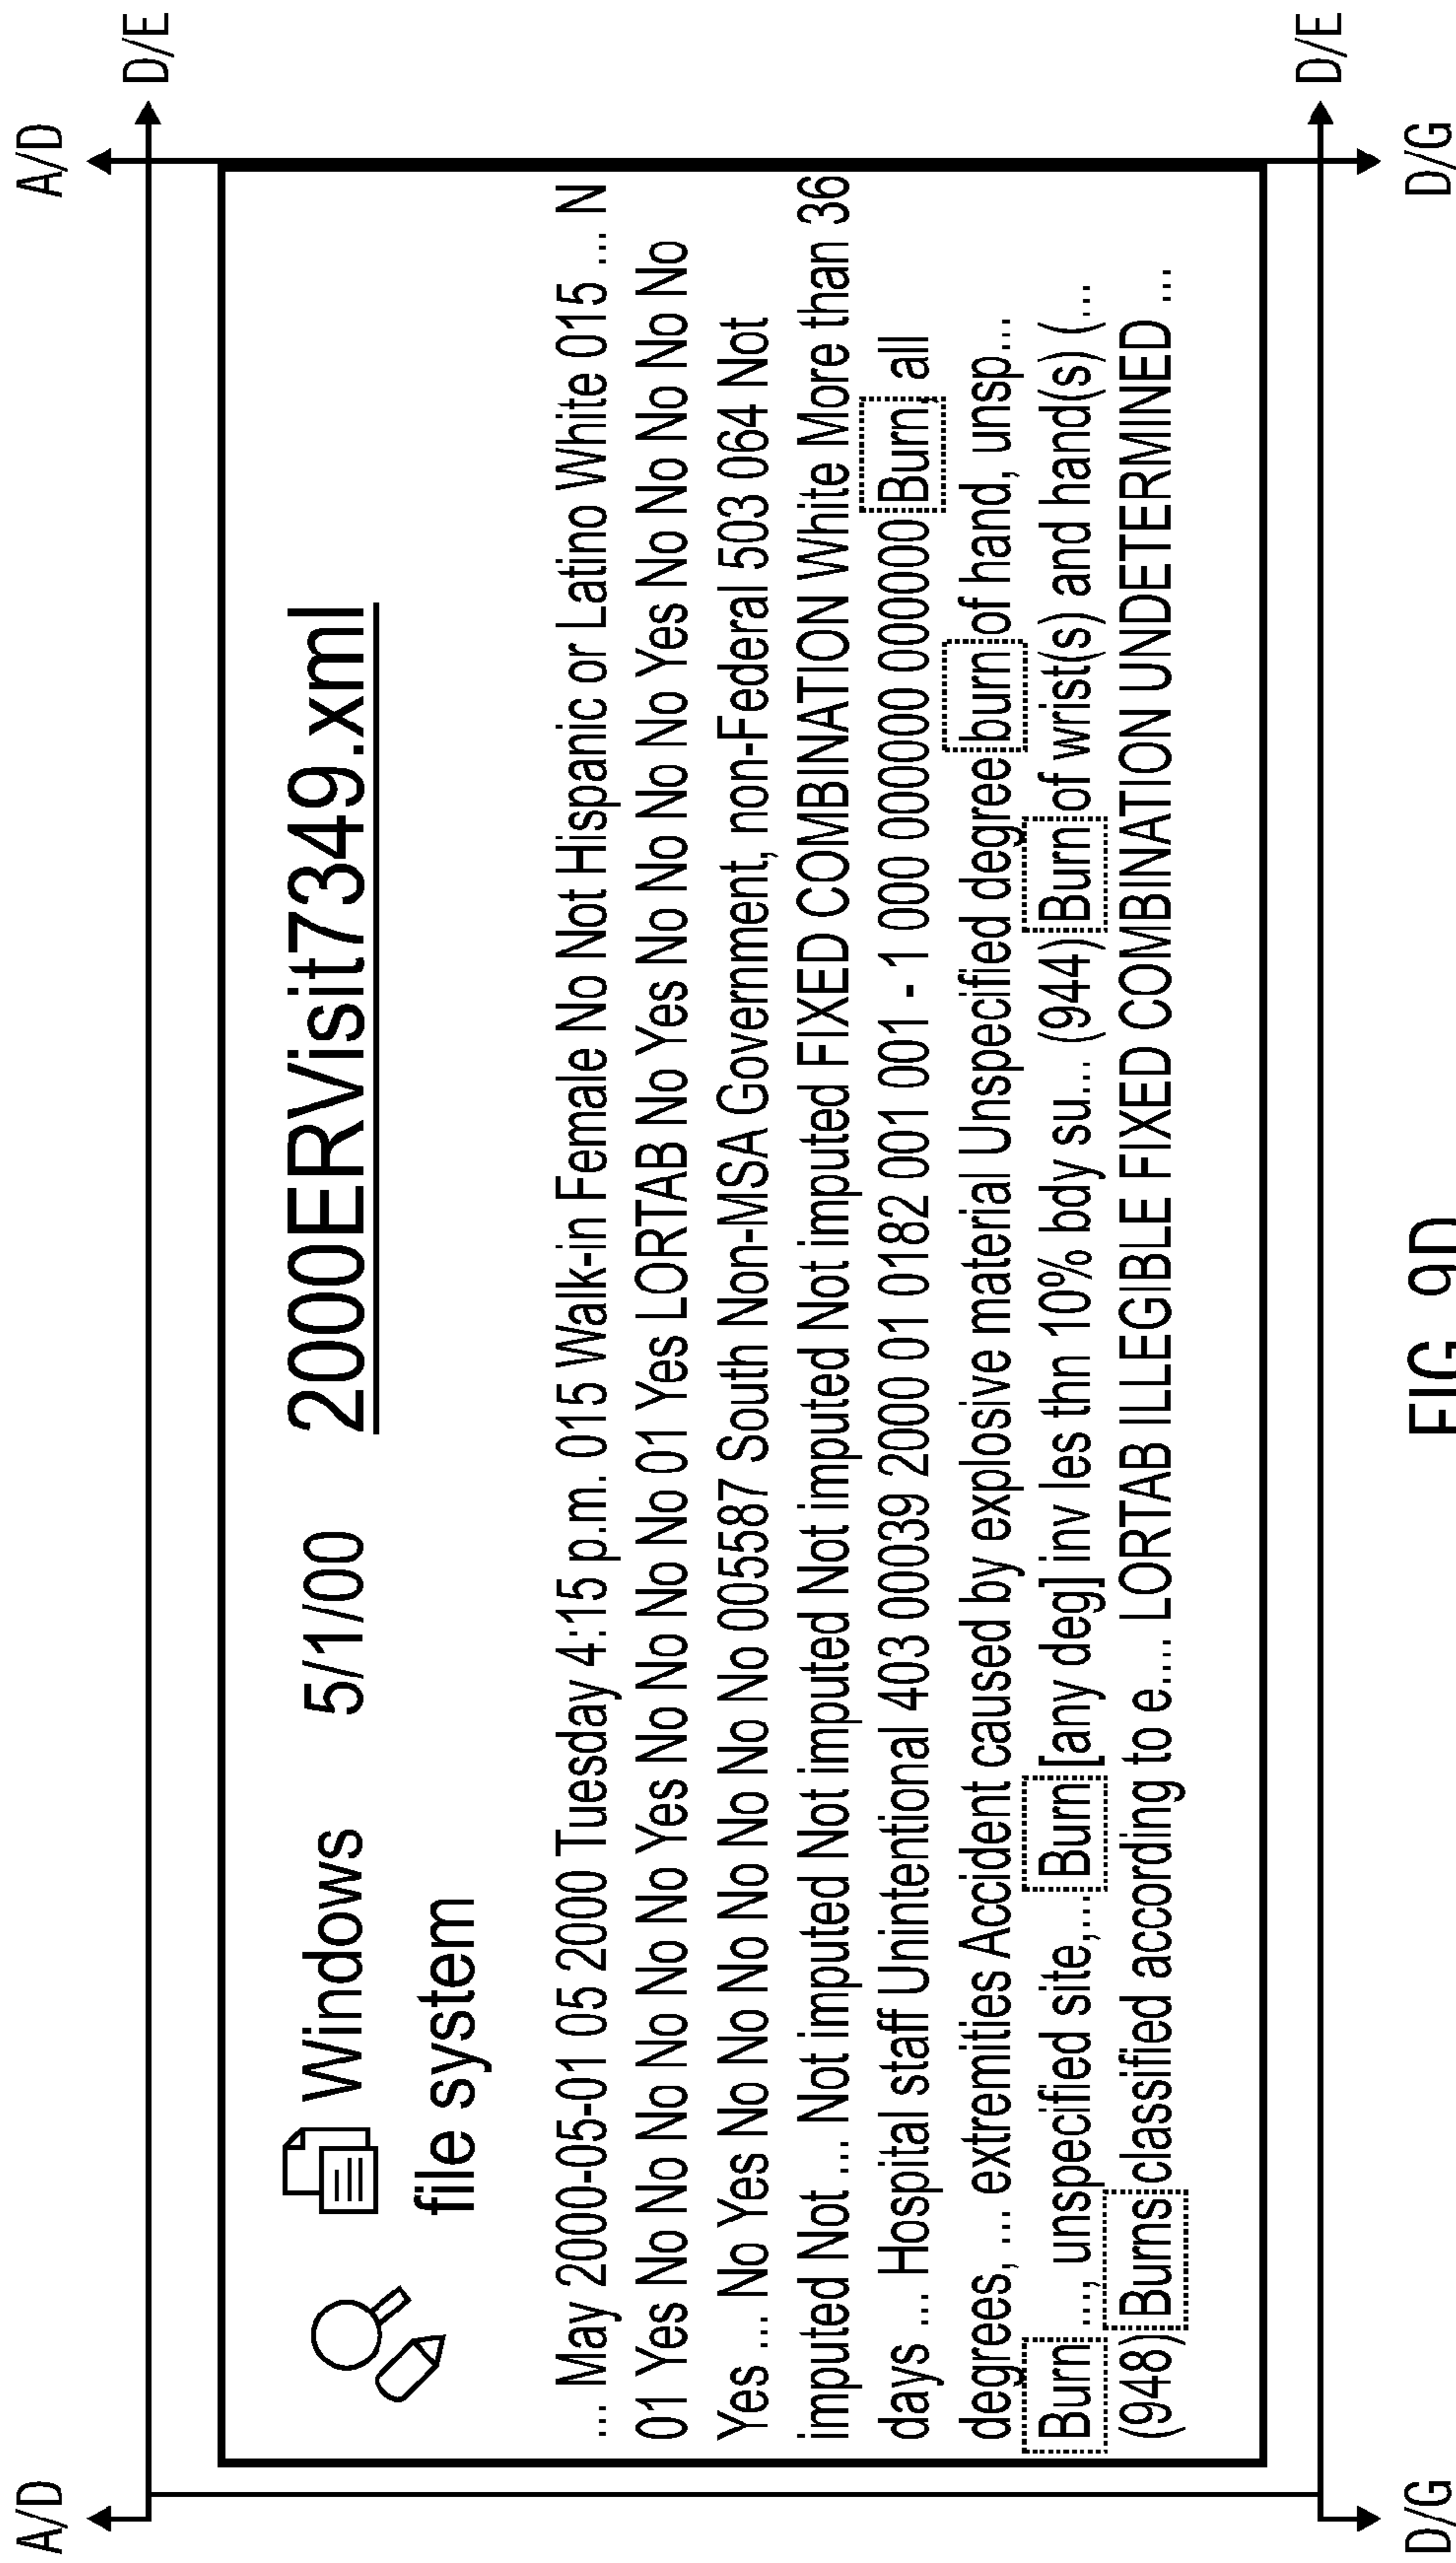 A/D A/D
D/E
Windows 5/1/00 2000ERVisit7349.xml
file system
... May 2000-05-01 05 2000 Tuesday 4:15 p.m. 015 Walk-in Female No Not Hispanic or Latino White 015 ... N
01 Yes No No No No No No Yes No No No No 01 Yes LORTAB No Yes No No No No Yes No No No No No
Yes ... No Yes No No No No No No No 005587 South Non-MSA Government, non-Federal 503 064 Not
imputed Not ... Not imputed Not imputed Not imputed Not imputed FIXED COMBINATION White More than 36
days ... Hospital staff Unintentional 403 00039 2000 01 0182 001 001 - 1 000 000000 000000 Burn, all
degrees, ... extremities Accident caused by explosive material Unspecified degree burn of hand, unsp...
Burn ..., unspecified site,... Burn [any deg] inv les thn 10% bdy su... (944) Burn of wrist(s) and hand(s) (...
(948) Burns classified according to e.... LORTAB ILLEGIBLE FIXED COMBINATION UNDETERMINED ...
D/E
D/G D/G
FIG. 9D